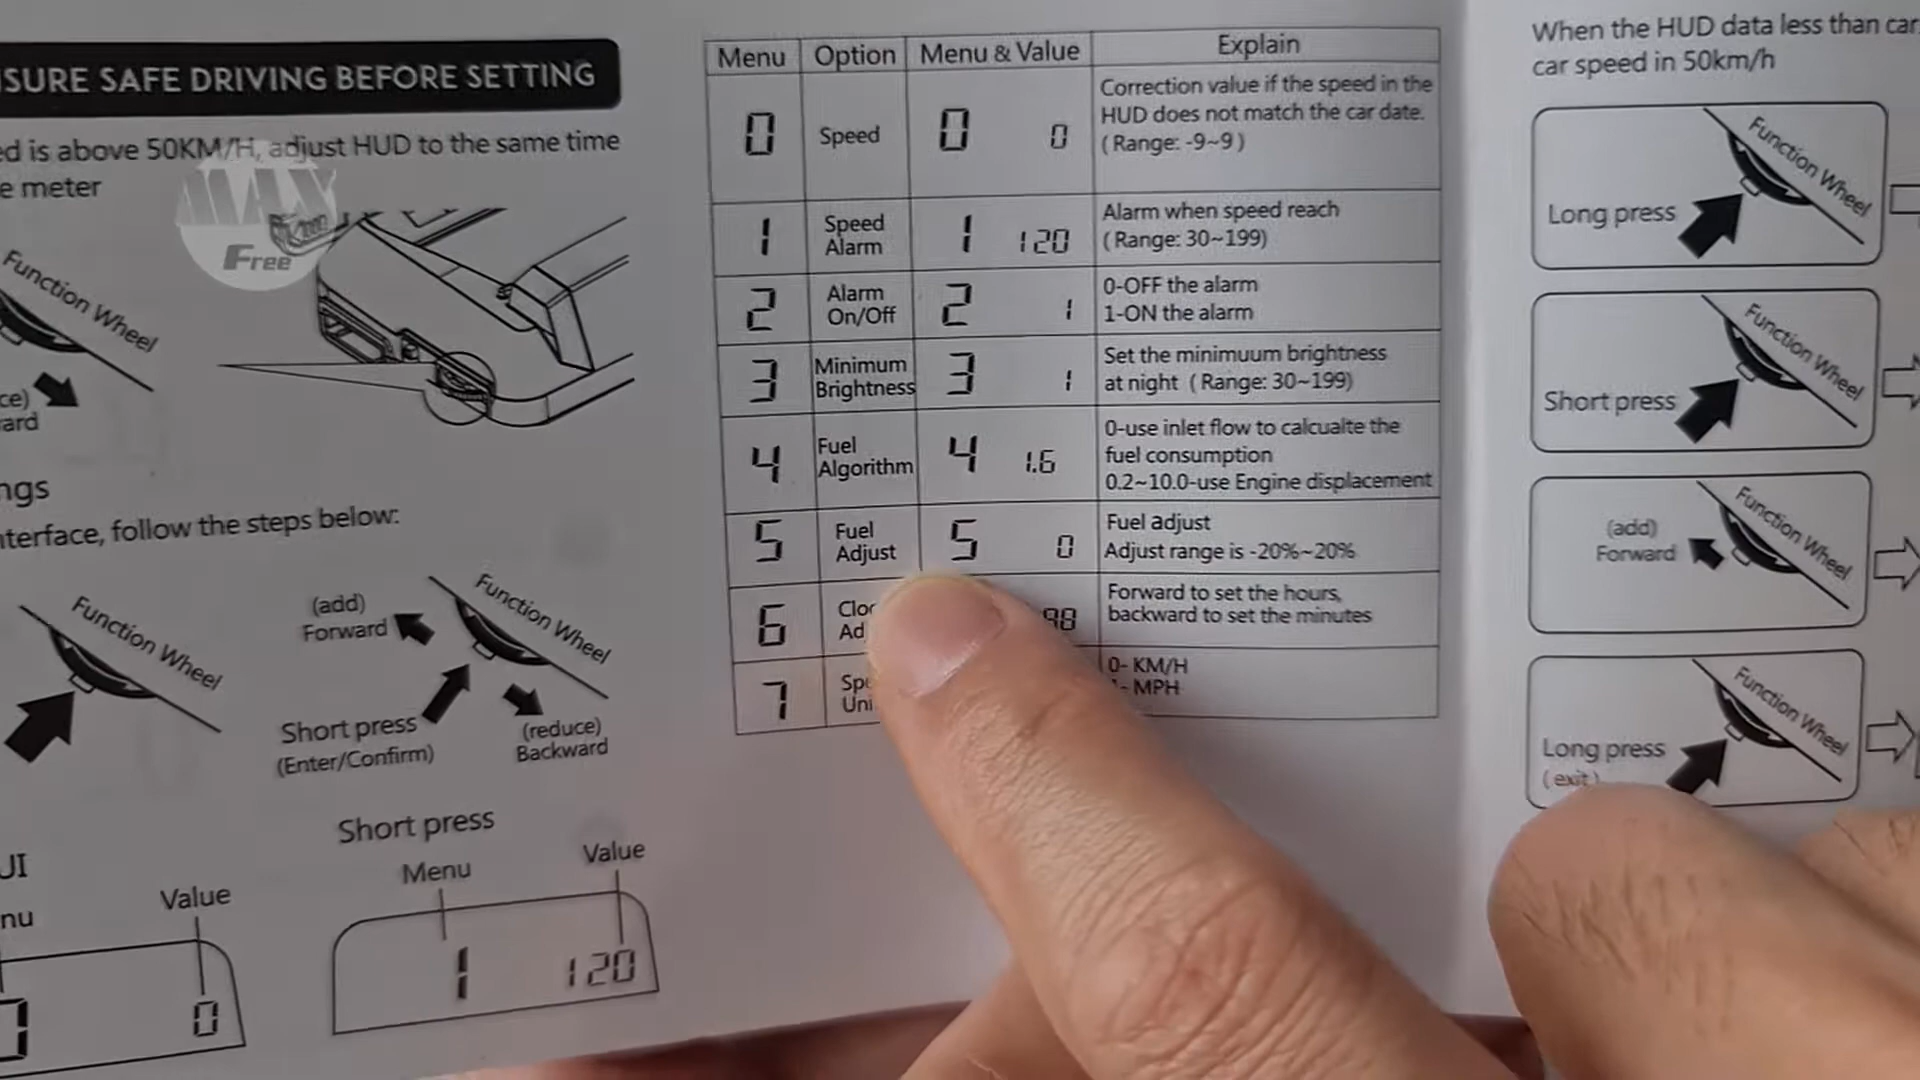 SURE SAFE DRIVING BEFORE SETTING
ed is above 50KM/H, adjust HUD to the same time
e meter
MAX
Free
Function Wheel
ce)
ard
ngs
nterface, follow the steps below:
Function Wheel
(add)
Forward
Function Wheel
Short press
(Enter/Confirm)
(reduce)
Backward
UI
nu
Value
0
Short press
Menu
Value
1 120
Menu Option Menu & Value Explain
0 Speed 0 0 Correction value if the speed in the
HUD does not match the car date.
( Range: -9~9 )
1 Speed
Alarm 1 120 Alarm when speed reach
( Range: 30~199)
2 Alarm
On/Off 2 1 0-OFF the alarm
1-ON the alarm
3 Minimum
Brightness 3 1 Set the minimuum brightness
at night ( Range: 30~199)
4 Fuel
Algorithm 4 1.6 0-use inlet flow to calcualte the
fuel consumption
0.2~10.0-use Engine displacement
5 Fuel
Adjust 5 0 Fuel adjust
Adjust range is -20%~20%
6 Cloc
Ad 98 Forward to set the hours,
backward to set the minutes
7 Spe
Uni 0- KM/H
- MPH
When the HUD data less than car
car speed in 50km/h
Function Wheel
Long press
Function Wheel
Short press
Function Wheel
(add)
Forward
Function Wheel
Long press
(exit)